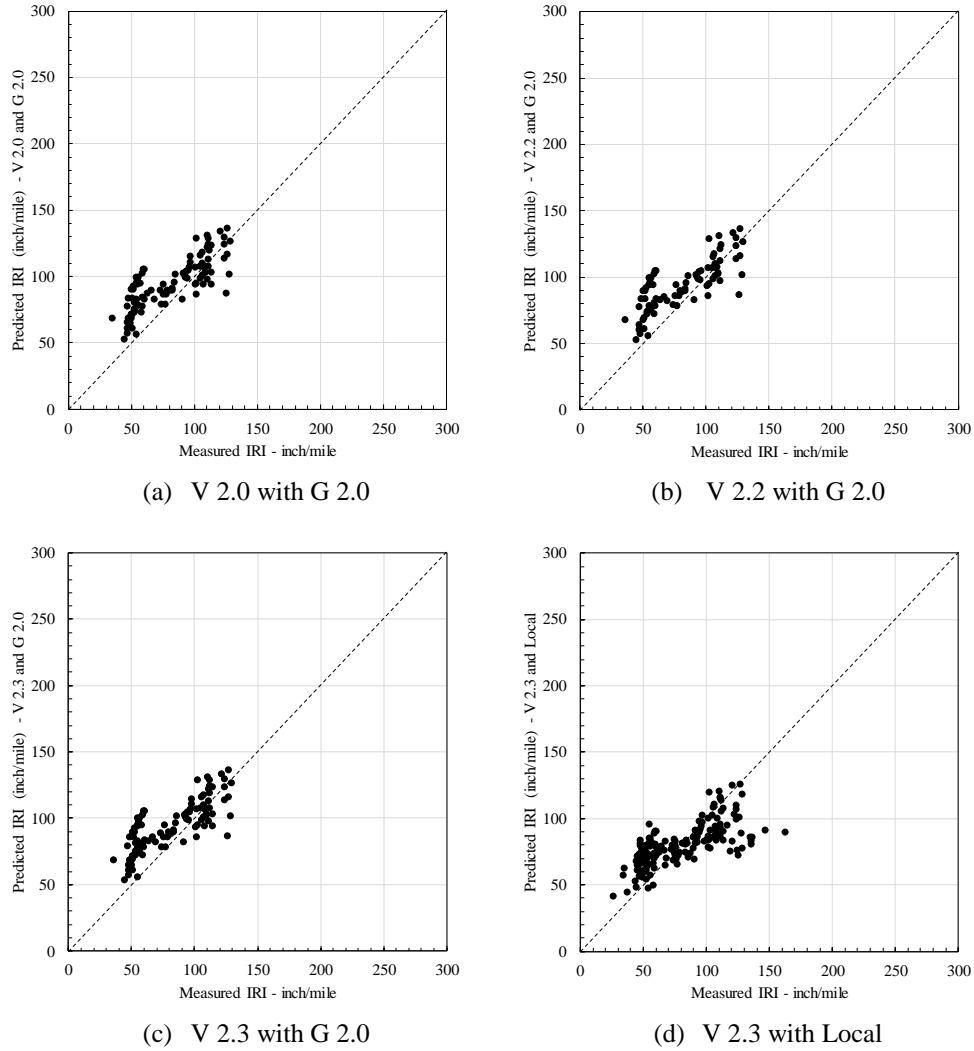 300
250
200
150
100
50
0
Predicted IRI (inch/mile) - V 2.0 and G 2.0
0 50 100 150 200 250 300
Measured IRI - inch/mile
(a) V 2.0 with G 2.0
300
250
200
150
100
50
0
Predicted IRI (inch/mile) - V 2.2 and G 2.0
0 50 100 150 200 250 300
Measured IRI - inch/mile
(b) V 2.2 with G 2.0
300
250
200
150
100
50
0
Predicted IRI (inch/mile) - V 2.3 and G 2.0
0 50 100 150 200 250 300
Measured IRI - inch/mile
(c) V 2.3 with G 2.0
300
250
200
150
100
50
0
Predicted IRI (inch/mile) - V 2.3 and Local
0 50 100 150 200 250 300
Measured IRI - inch/mile
(d) V 2.3 with Local